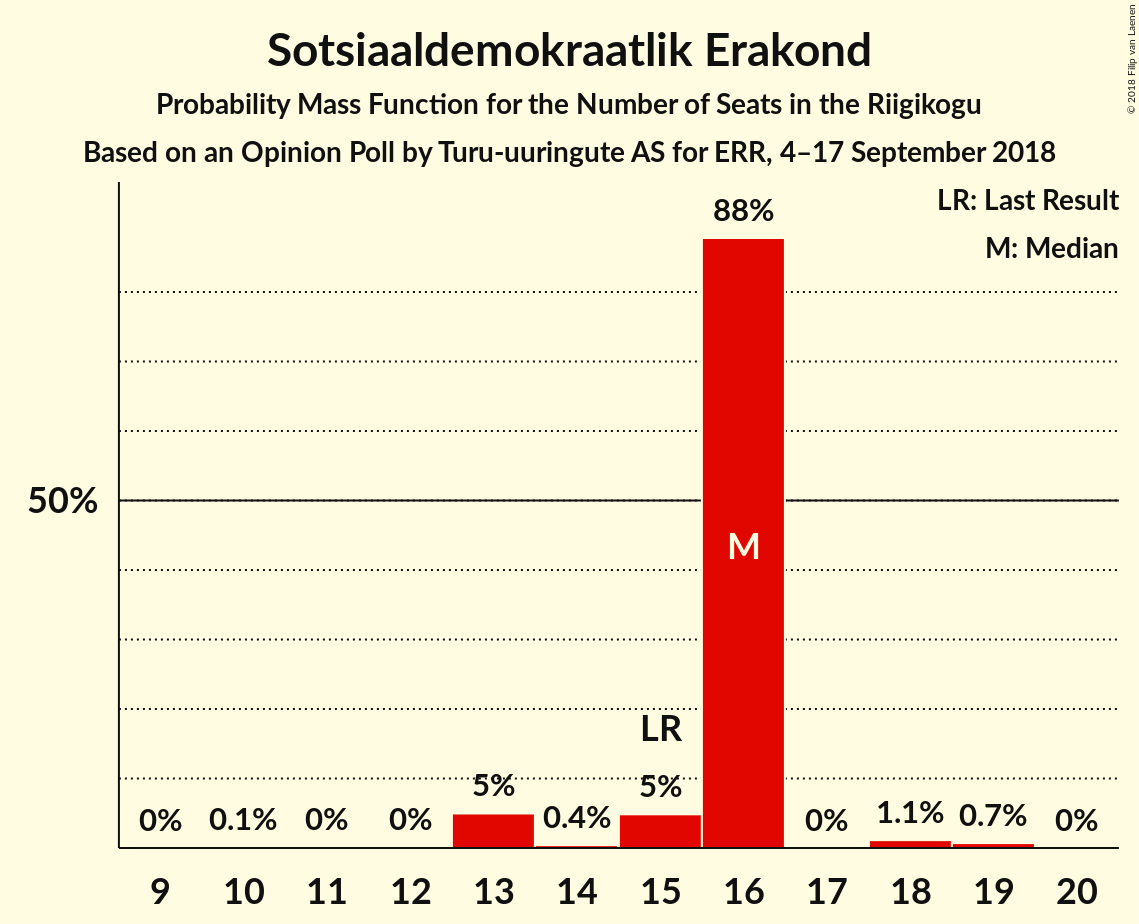 Sotsiaaldemokraatlik Erakond
Probability Mass Function for the Number of Seats in the Riigikogu
Based on an Opinion Poll by Turu-uuringute AS for ERR, 4–17 September 2018
© 2018 Filip van Laenen
LR: Last Result
M: Median
88%
50%
M
LR
0% 0.1% 0% 0% 5% 0.4% 5% 0% 1.1% 0.7% 0%
9 10 11 12 13 14 15 16 17 18 19 20